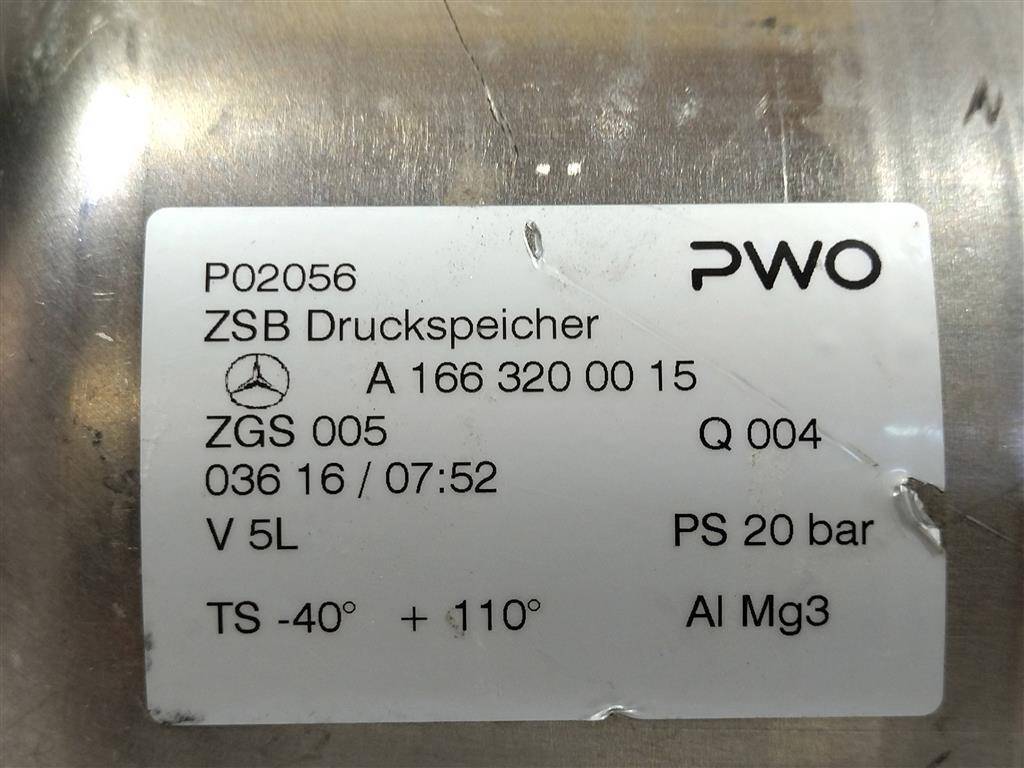 PWO
P02056
ZSB Druckspeicher
A 166 320 00 15
ZGS 005 Q 004
036 16 / 07:52
V 5L PS 20 bar
TS -40° + 110° Al Mg3